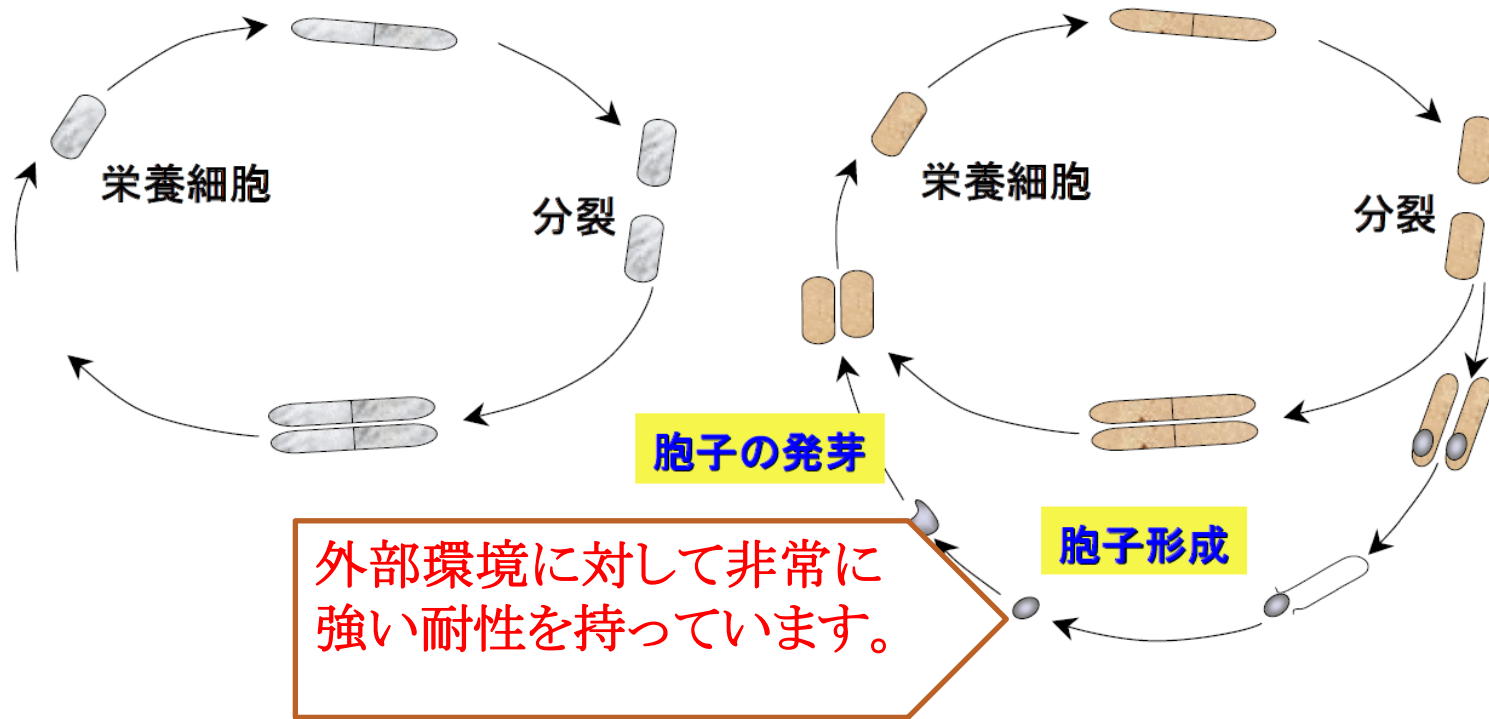 栄養細胞
分裂
栄養細胞
分裂
胞子の発芽
胞子形成
外部環境に対して非常に
強い耐性を持っています。